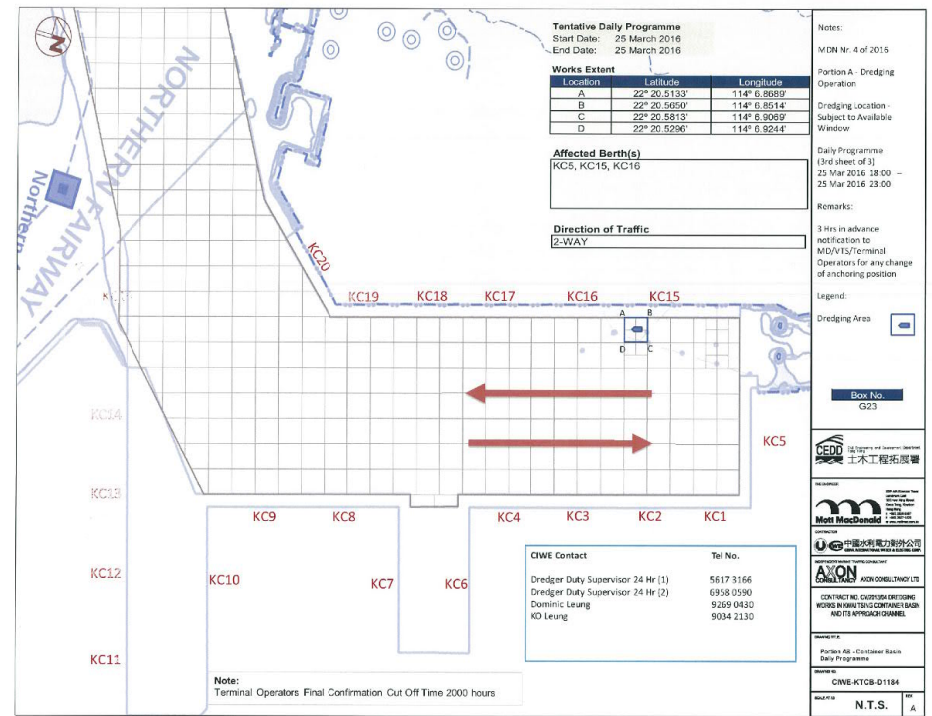 Tentative Daily Programme
Start Date: 25 March 2016
End Date: 25 March 2016
Works Extent
Location Latitude Longitude
A 22° 20.5133' 114° 6.8689'
B 22° 20.5650' 114° 6.8514'
C 22° 20.5813' 114° 6.9069'
D 22° 20.5296' 114° 6.9244'
Affected Berth(s)
KC5, KC15, KC16
Direction of Traffic
2-WAY
N
NORTHERN FAIRWAY
Northern
KC20
KC19 KC18 KC17 KC16 KC15
A B
D C
KC14
KC5
KC13
KC9 KC8 KC4 KC3 KC2 KC1
KC12 KC10 KC7 KC6
KC11
CIWE Contact Tel No.
Dredger Duty Supervisor 24 Hr (1) 5617 3166
Dredger Duty Supervisor 24 Hr (2) 6958 0590
Dominic Leung 9269 0430
KO Leung 9034 2130
Note:
Terminal Operators Final Confirmation Cut Off Time 2000 hours
Notes:
MDN Nr. 4 of 2016
Portion A - Dredging
Operation
Dredging Location -
Subject to Available
Window
Daily Programme
(3rd sheet of 3)
25 Mar 2016 18:00 –
25 Mar 2016 23:00
Remarks:
3 Hrs in advance
notification to
MD/VTS/Terminal
Operators for any change
of anchoring position
Legend:
Dredging Area
Box No.
G23
CEDD
土木工程拓展署
Mott MacDonald
CONTRACTOR
中國水利電力對外公司
AXON
CONSULTANCY AXON CONSULTANCY LTD
CONTRACT NO. CV/2013/04 DREDGING
WORKS IN KWAI TSING CONTAINER BASIN
AND ITS APPROACH CHANNEL
DRAWING TITLE
Portion AB - Container Basin
Daily Programme
DRAWING NO.
CIWE-KTCB-D1184
N.T.S.
REV
A